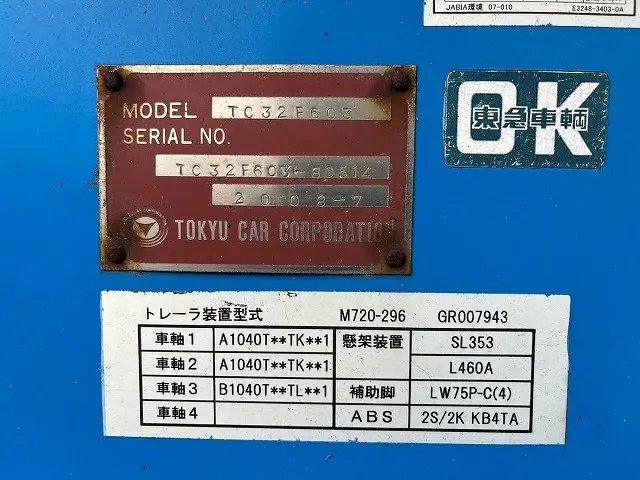 JABIA環境 07-010 E3248-3403-0A
MODEL TC32F6C3
SERIAL NO.
TC32F6C3-80514
2008-7
TOKYU CAR CORPORATION
OK
東急車輌
トレーラ装置型式 M720-296 GR007943
車軸1 A1040T**TK**1 懸架装置 SL353
車軸2 A1040T**TK**1 L460A
車軸3 B1040T**TL**1 補助脚 LW75P-C(4)
車軸4 ABS 2S/2K KB4TA